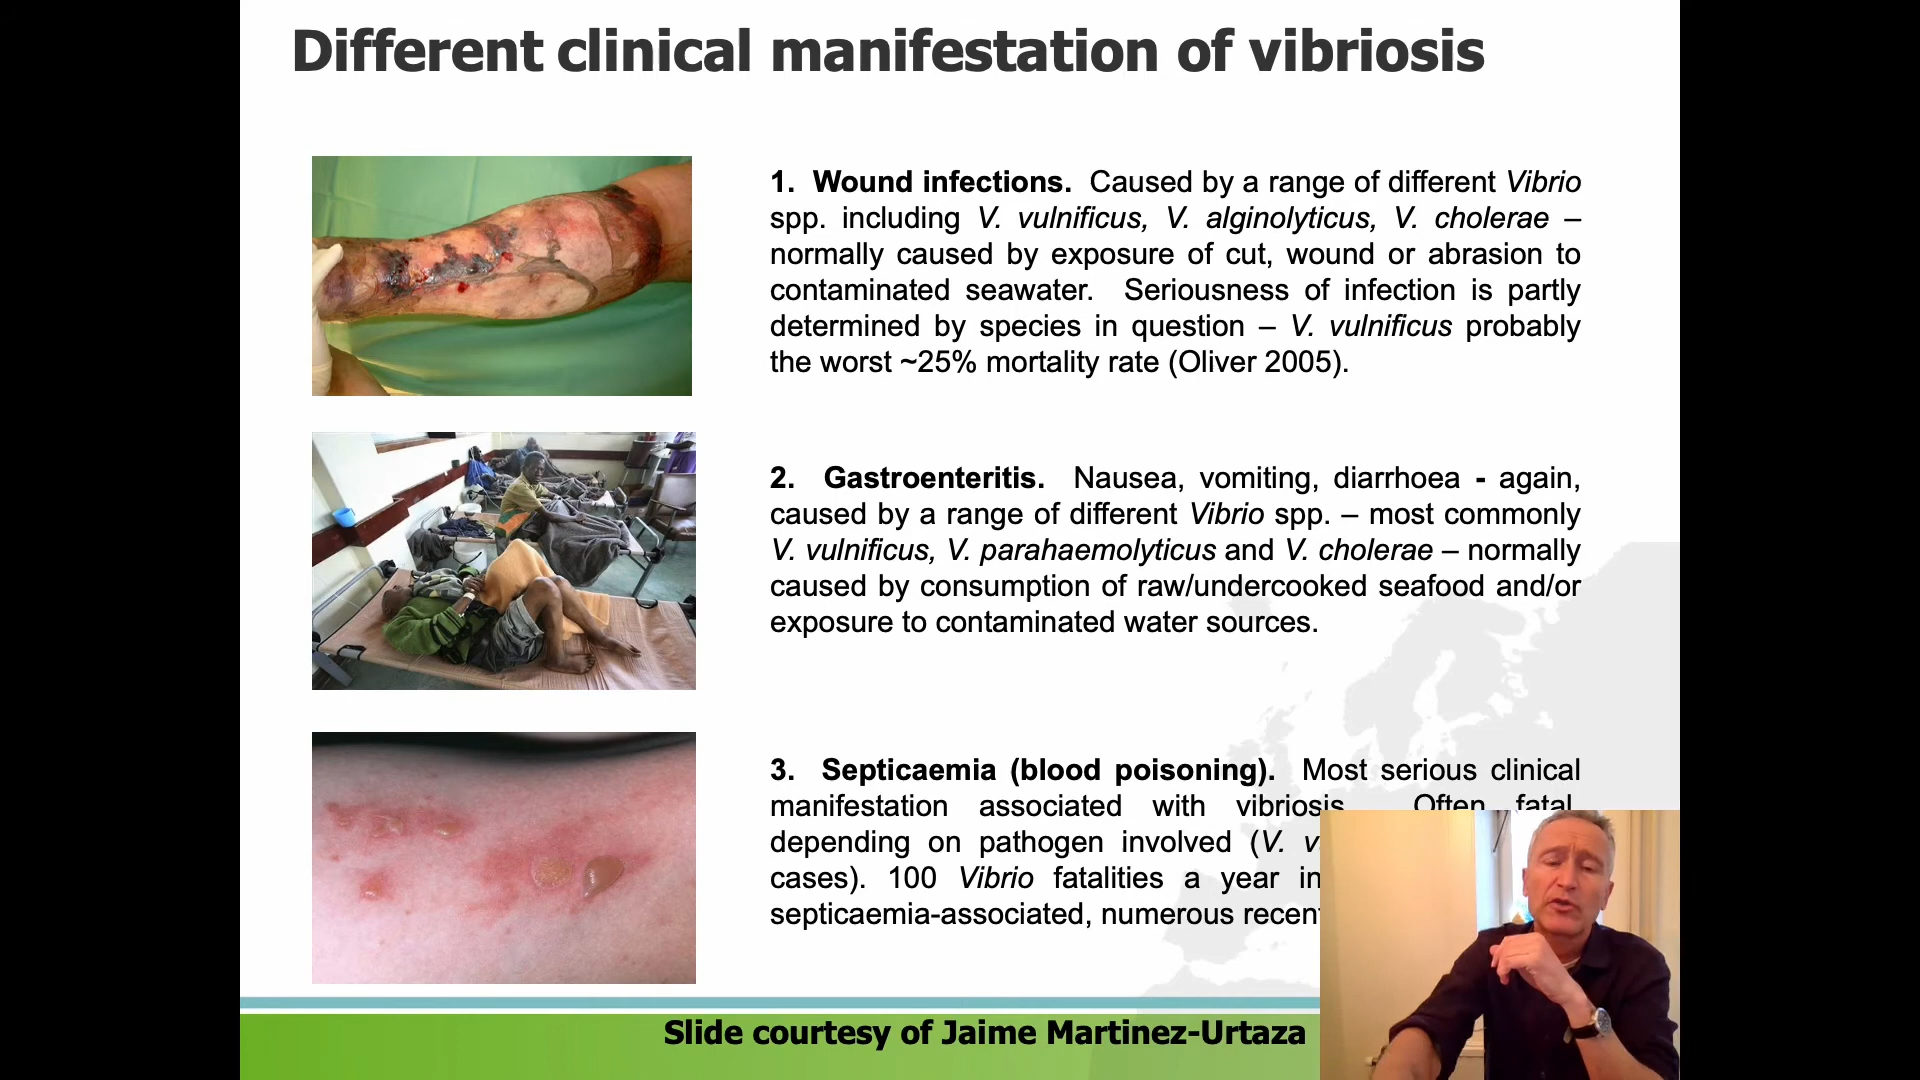 Different clinical manifestation of vibriosis
1. Wound infections. Caused by a range of different Vibrio
spp. including V. vulnificus, V. alginolyticus, V. cholerae –
normally caused by exposure of cut, wound or abrasion to
contaminated seawater. Seriousness of infection is partly
determined by species in question – V. vulnificus probably
the worst ~25% mortality rate (Oliver 2005).
2. Gastroenteritis. Nausea, vomiting, diarrhoea - again,
caused by a range of different Vibrio spp. – most commonly
V. vulnificus, V. parahaemolyticus and V. cholerae – normally
caused by consumption of raw/undercooked seafood and/or
exposure to contaminated water sources.
3. Septicaemia (blood poisoning). Most serious clinical
manifestation associated with vibriosis. Often fatal,
depending on pathogen involved (V.
cases). 100 Vibrio fatalities a year in
septicaemia-associated, numerous recent
Slide courtesy of Jaime Martinez-Urtaza